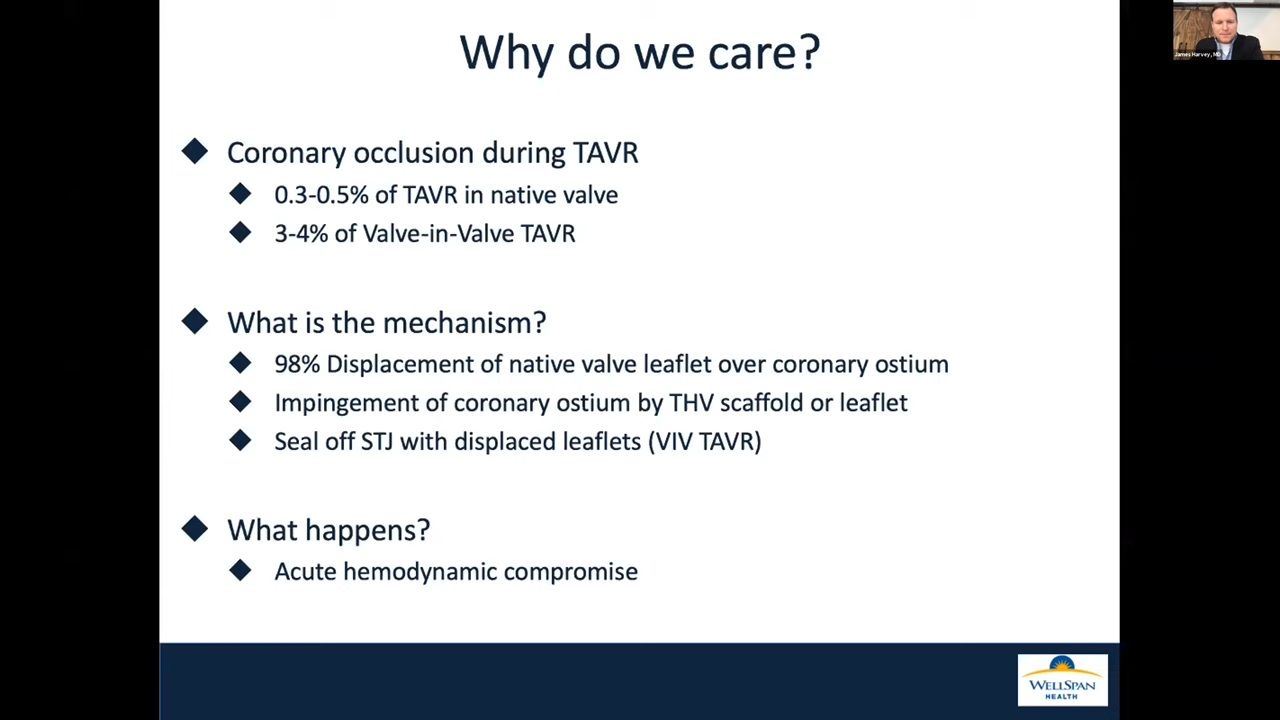 Why do we care?
James Harvey, MD
Coronary occlusion during TAVR
0.3-0.5% of TAVR in native valve
3-4% of Valve-in-Valve TAVR
What is the mechanism?
98% Displacement of native valve leaflet over coronary ostium
Impingement of coronary ostium by THV scaffold or leaflet
Seal off STJ with displaced leaflets (VIV TAVR)
What happens?
Acute hemodynamic compromise
WELLSPAN
HEALTH